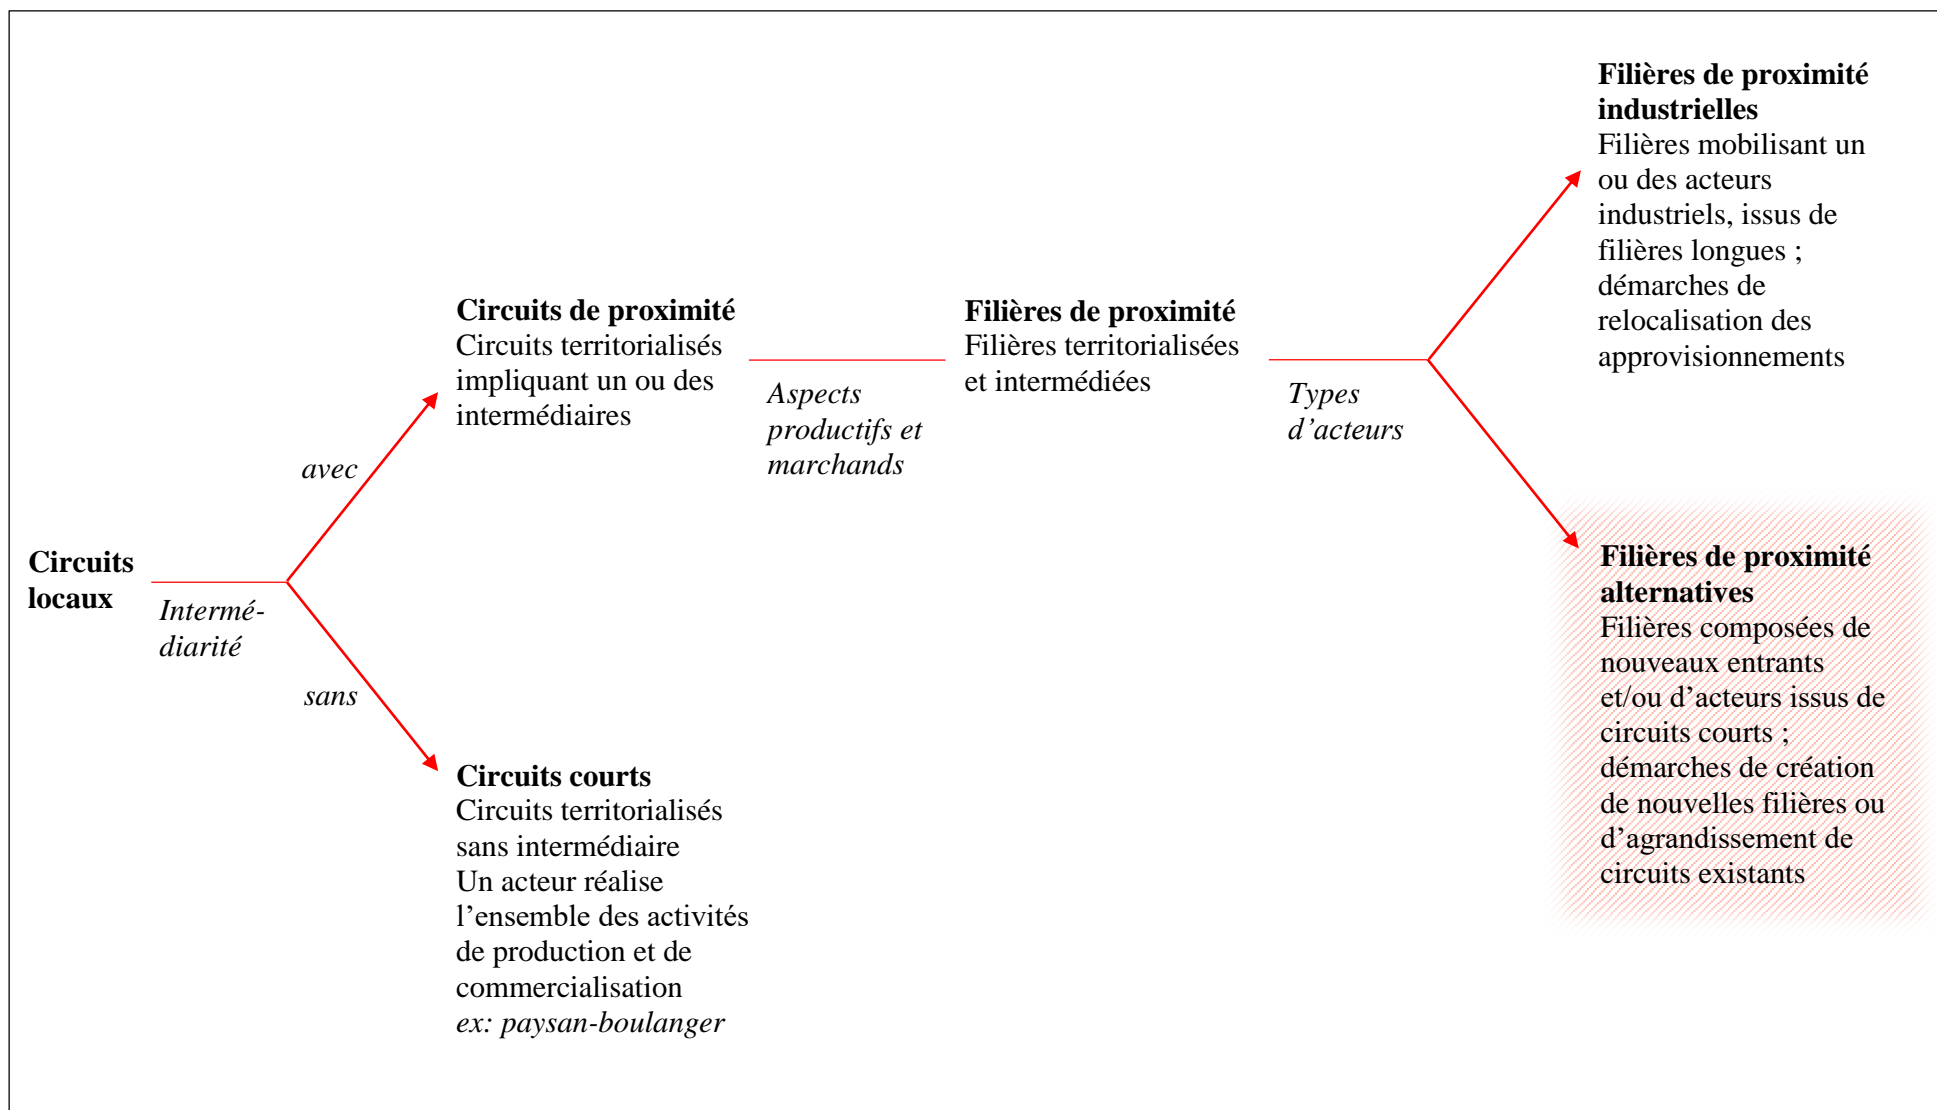 Circuits
locaux
Intermé-
diarité
avec
sans
Circuits de proximité
Circuits territorialisés
impliquant un ou des
intermédiaires
Circuits courts
Circuits territorialisés
sans intermédiaire
Un acteur réalise
l’ensemble des activités
de production et de
commercialisation
ex: paysan-boulanger
Aspects
productifs et
marchands
Filières de proximité
Filières territorialisées
et intermédiées
Types
d’acteurs
Filières de proximité
industrielles
Filières mobilisant un
ou des acteurs
industriels, issus de
filières longues ;
démarches de
relocalisation des
approvisionnements
Filières de proximité
alternatives
Filières composées de
nouveaux entrants
et/ou d’acteurs issus de
circuits courts ;
démarches de création
de nouvelles filières ou
d’agrandissement de
circuits existants